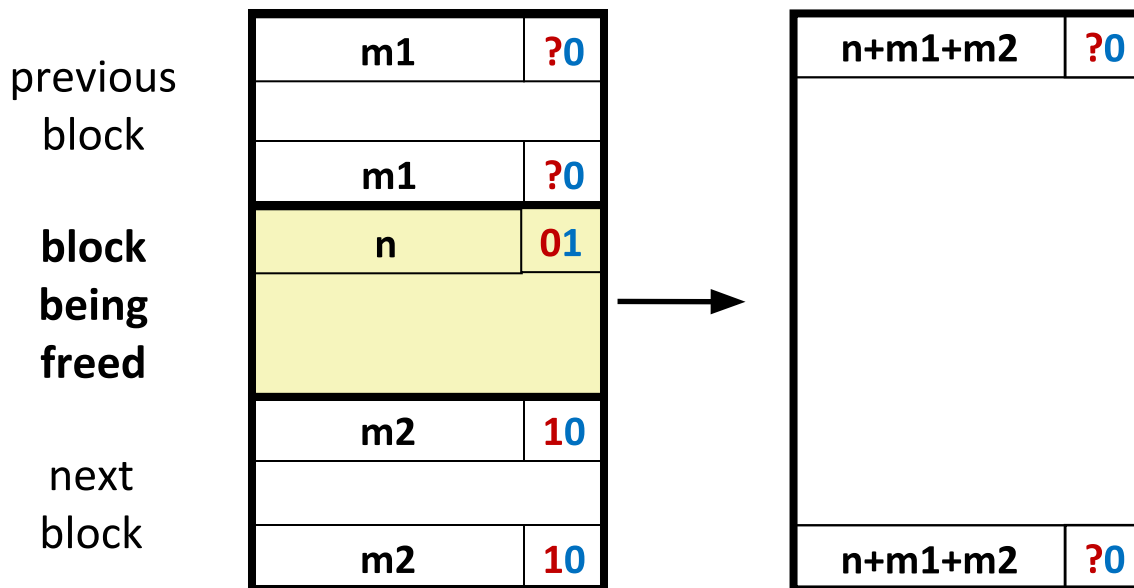 previous
block
m1 ?0
m1 ?0
block
being
freed
n 01
next
block
m2 10
m2 10
n+m1+m2 ?0
n+m1+m2 ?0